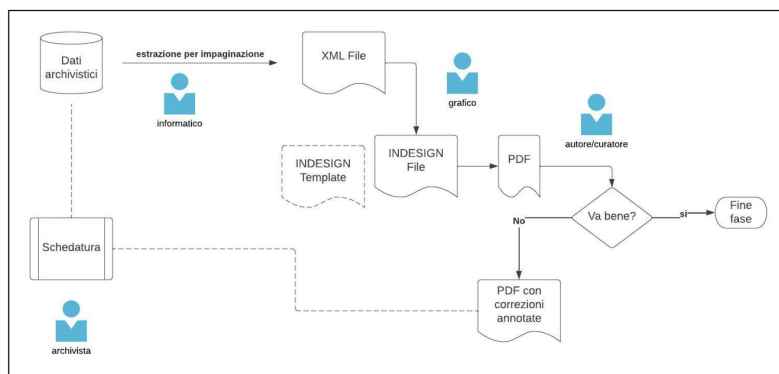 Dati
archivistici
estrazione per impaginazione
informatico
XML File
grafico
autore/curatore
INDESIGN
Template
INDESIGN
File
PDF
Va bene?
si
Fine
fase
No
Schedatura
archivista
PDF con
correzioni
annotate